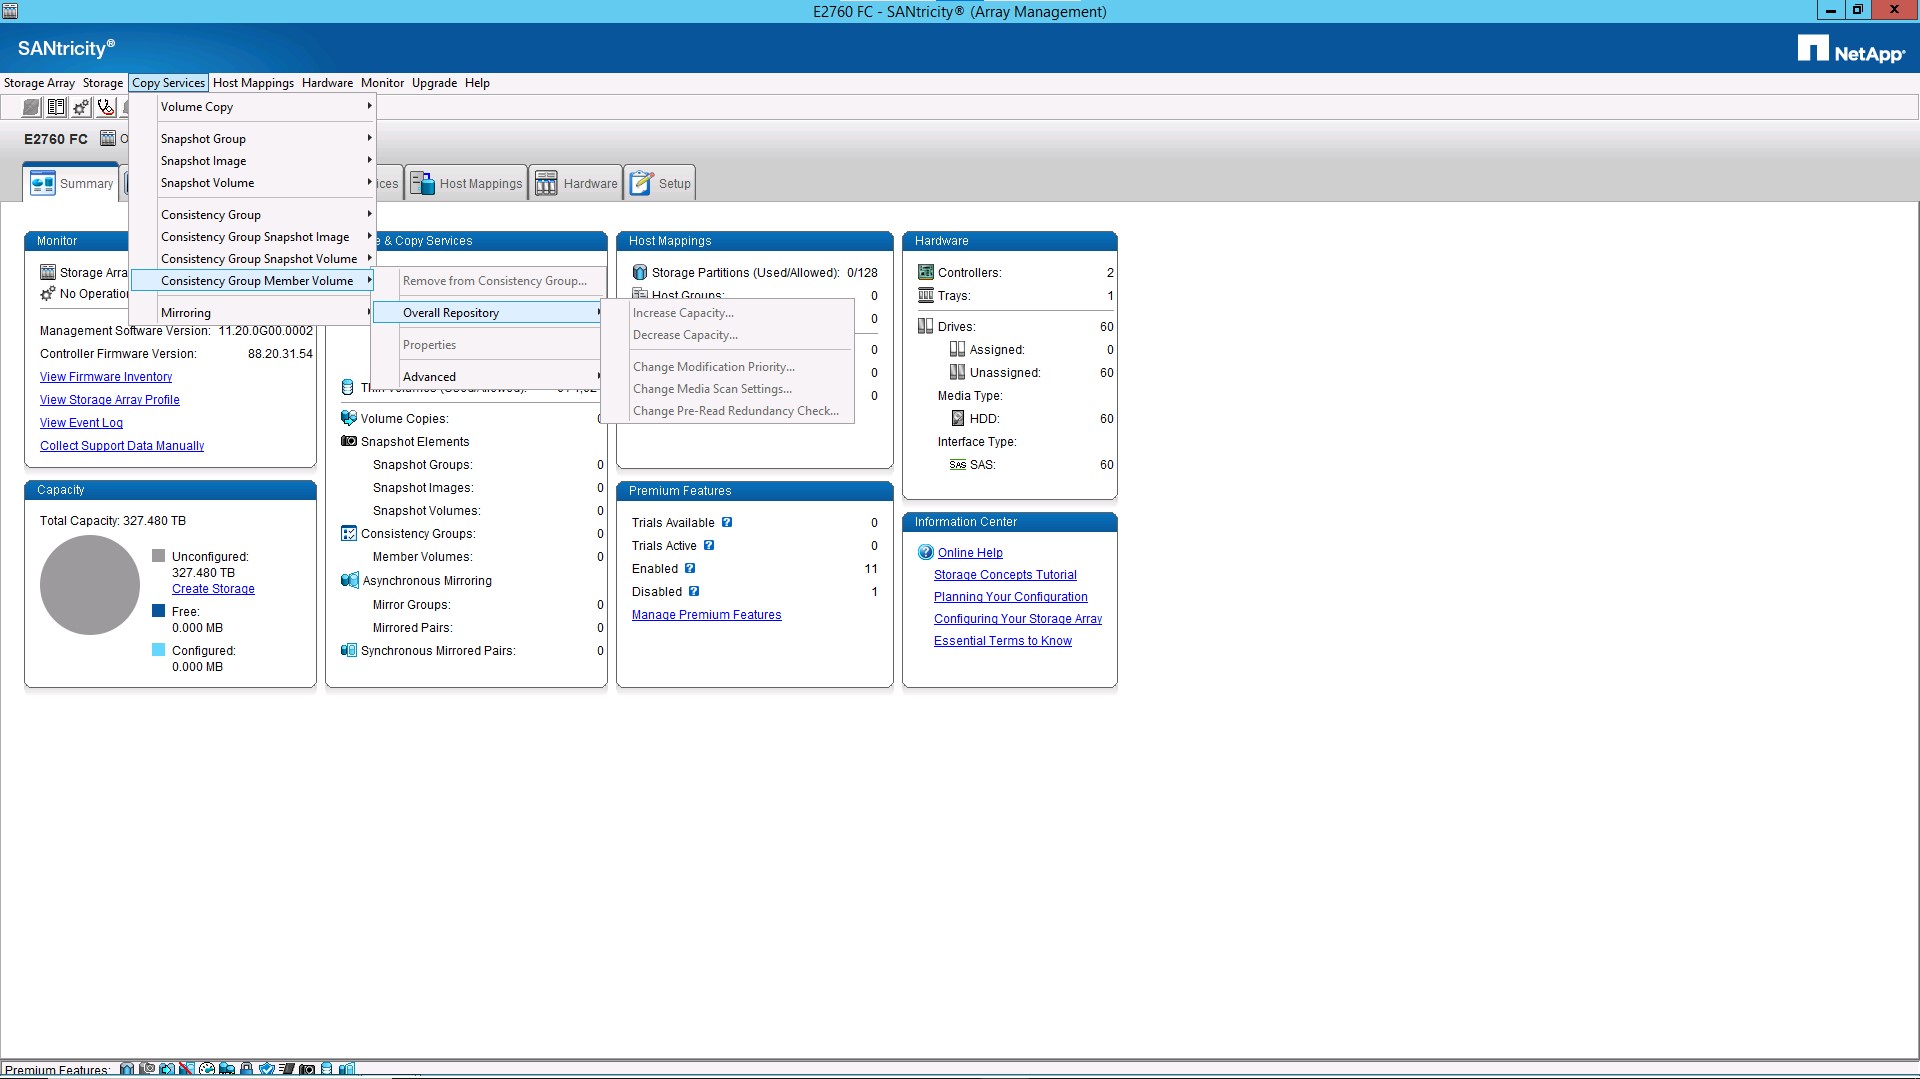 E2760 FC - SANtricity® (Array Management)
SANtricity®
NetApp®
Storage Array Storage Copy Services Host Mappings Hardware Monitor Upgrade Help
Volume Copy
Snapshot Group
Snapshot Image
Snapshot Volume
Consistency Group
Consistency Group Snapshot Image
Consistency Group Snapshot Volume
Consistency Group Member Volume
Mirroring
Remove from Consistency Group...
Overall Repository
Properties
Advanced
Increase Capacity...
Decrease Capacity...
Change Modification Priority...
Change Media Scan Settings...
Change Pre-Read Redundancy Check...
E2760 FC
Summary
Host Mappings
Hardware
Setup
Monitor
Storage
No
Management Software Version: 11.20.0G00.0002
Controller Firmware Version: 88.20.31.54
View Firmware Inventory
View Storage Array Profile
View Event Log
Collect Support Data Manually
Capacity
Total Capacity: 327.480 TB
Unconfigured:
327.480 TB
Create Storage
Free:
0.000 MB
Configured:
0.000 MB
& Copy Services
Volume Copies:
Snapshot Elements
Snapshot Groups: 0
Snapshot Images: 0
Snapshot Volumes: 0
Consistency Groups: 0
Member Volumes: 0
Asynchronous Mirroring
Mirror Groups: 0
Mirrored Pairs: 0
Synchronous Mirrored Pairs: 0
Host Mappings
Storage Partitions (Used/Allowed): 0/128
Host Groups: 0
0
0
0
0
Premium Features
Trials Available ? 0
Trials Active ? 0
Enabled ? 11
Disabled ? 1
Manage Premium Features
Hardware
Controllers: 2
Trays: 1
Drives: 60
Assigned: 0
Unassigned: 60
Media Type:
HDD: 60
Interface Type:
SAS SAS: 60
Information Center
? Online Help
Storage Concepts Tutorial
Planning Your Configuration
Configuring Your Storage Array
Essential Terms to Know
Premium Features: